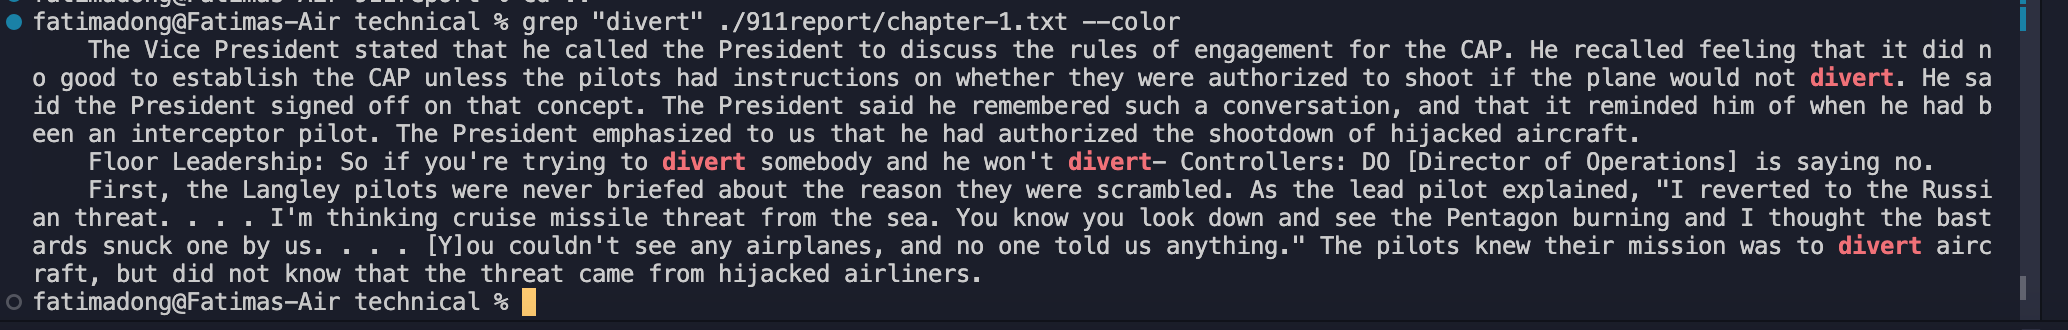 fatimadong@Fatimas-Air technical % grep "divert" ./911report/chapter-1.txt --color
The Vice President stated that he called the President to discuss the rules of engagement for the CAP. He recalled feeling that it did n
o good to establish the CAP unless the pilots had instructions on whether they were authorized to shoot if the plane would not divert. He sa
id the President signed off on that concept. The President said he remembered such a conversation, and that it reminded him of when he had b
een an interceptor pilot. The President emphasized to us that he had authorized the shootdown of hijacked aircraft.
Floor Leadership: So if you're trying to divert somebody and he won't divert— Controllers: DO [Director of Operations] is saying no.
First, the Langley pilots were never briefed about the reason they were scrambled. As the lead pilot explained, "I reverted to the Russi
an threat. . . . I'm thinking cruise missile threat from the sea. You know you look down and see the Pentagon burning and I thought the bast
ards snuck one by us. . . . [Y]ou couldn't see any airplanes, and no one told us anything." The pilots knew their mission was to divert airc
raft, but did not know that the threat came from hijacked airliners.
fatimadong@Fatimas-Air technical %